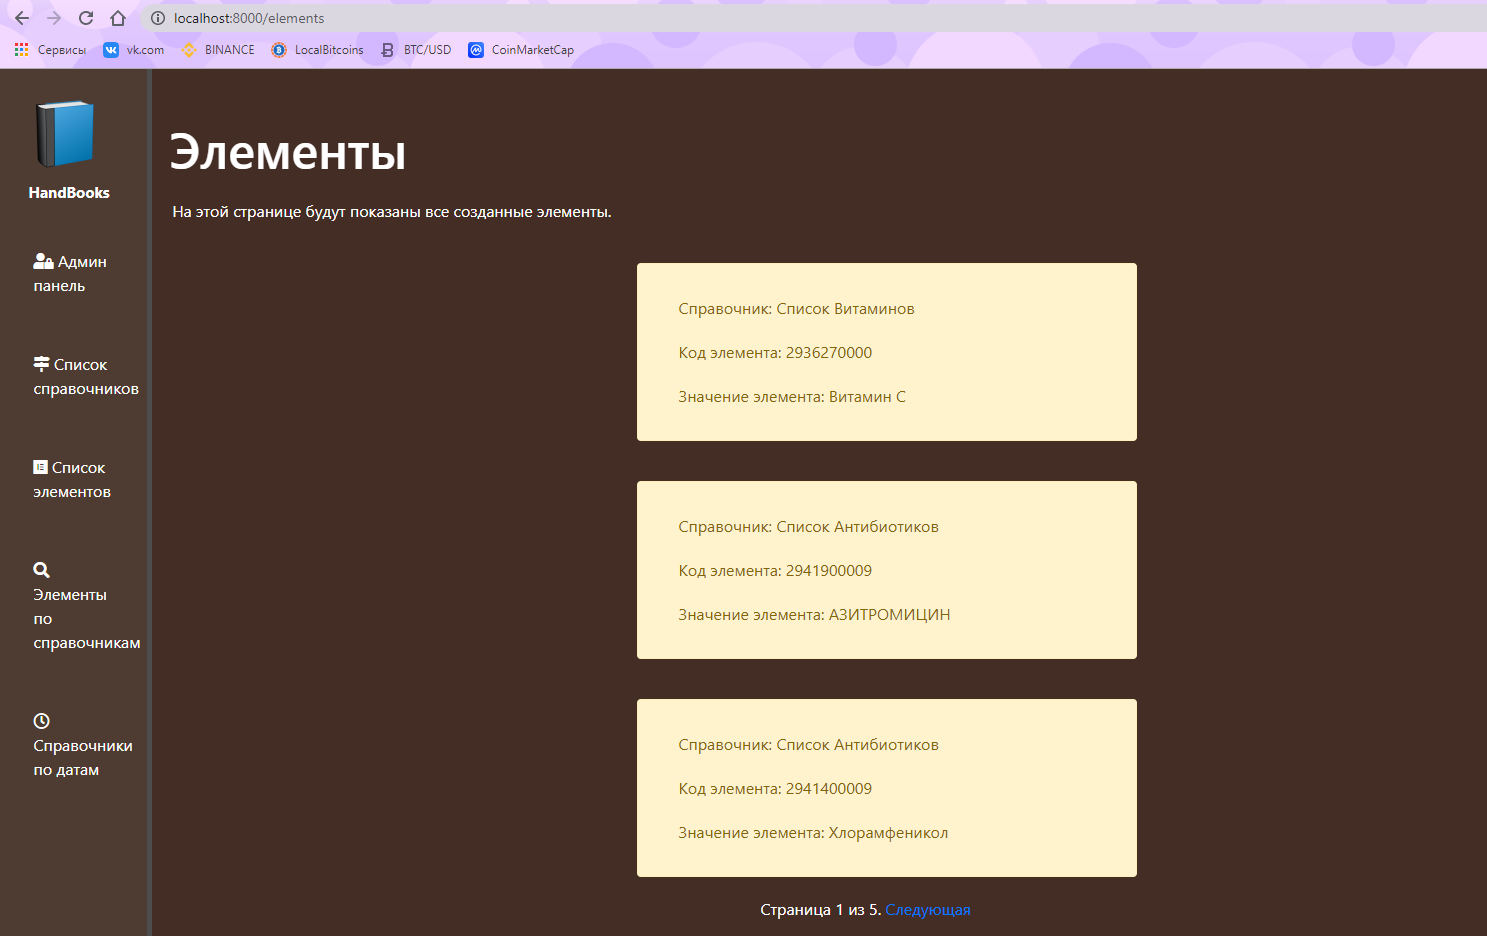 localhost:8000/elements
Сервисы vk.com BINANCE LocalBitcoins BTC/USD CoinMarketCap
HandBooks
Админ
панель
Список
справочников
Список
элементов
Элементы
по
справочникам
Справочники
по датам
Элементы
На этой странице будут показаны все созданные элементы.
Справочник: Список Витаминов
Код элемента: 2936270000
Значение элемента: Витамин C
Справочник: Список Антибиотиков
Код элемента: 2941900009
Значение элемента: АЗИТРОМИЦИН
Справочник: Список Антибиотиков
Код элемента: 2941400009
Значение элемента: Хлорамфеникол
Страница 1 из 5. Следующая